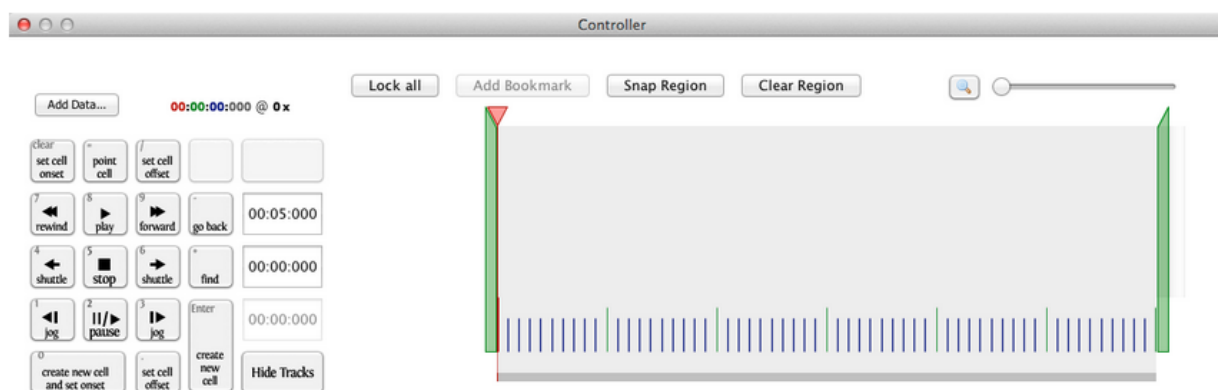 Controller
Lock all
Add Bookmark
Snap Region
Clear Region
Add Data...
00:00:00:000 @ 0 x
clear
set cell
onset
=
point
cell
/
set cell
offset
7
rewind
8
play
9
forward
-
go back
00:05:000
4
shuttle
5
stop
6
shuttle
+
find
00:00:000
1
jog
2
II/▶
pause
3
jog
Enter
create
new
cell
00:00:000
0
create new cell
and set onset
.
set cell
offset
Hide Tracks